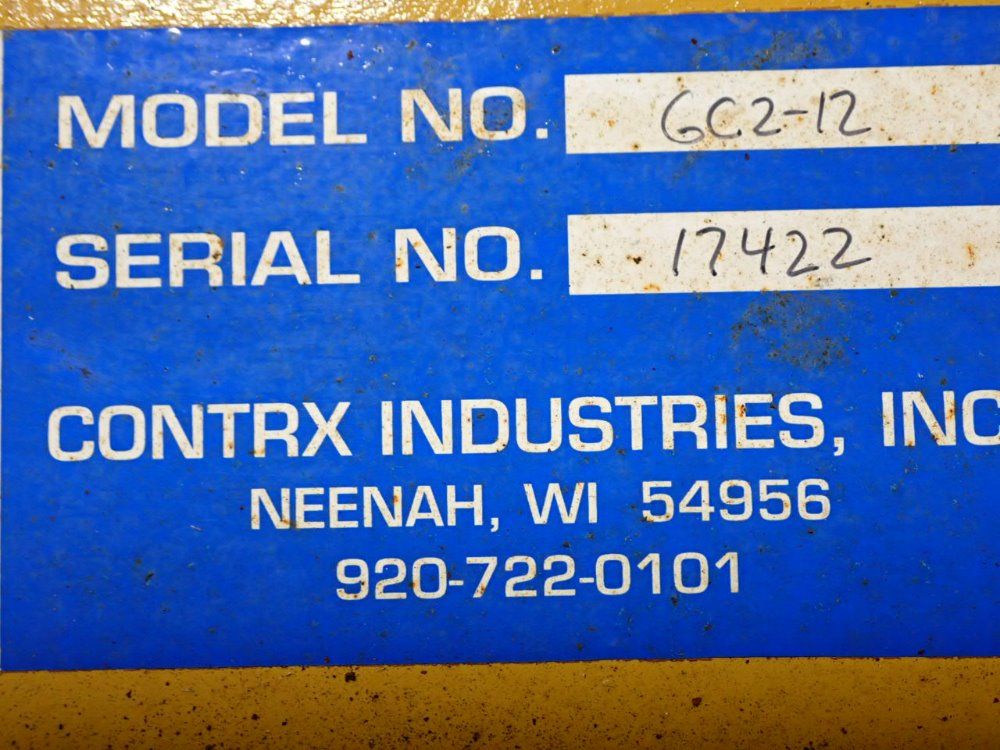 MODEL NO. GC2-12
SERIAL NO. 17422
CONTRX INDUSTRIES, INC
NEENAH, WI 54956
920-722-0101